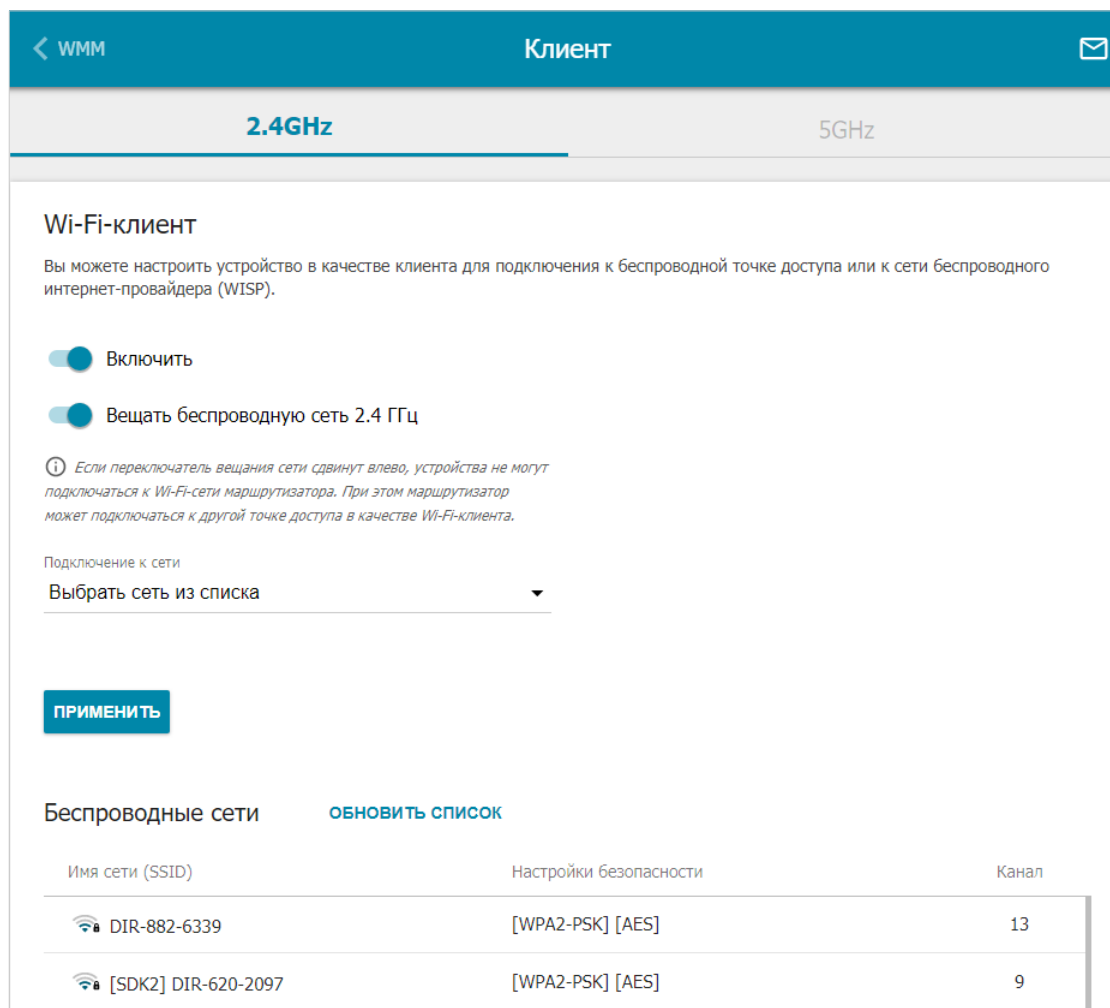 WMM
Клиент
2.4GHz
5GHz
Wi-Fi-клиент
Вы можете настроить устройство в качестве клиента для подключения к беспроводной точке доступа или к сети беспроводного
интернет-провайдера (WISP).
Включить
Вещать беспроводную сеть 2.4 ГГц
Если переключатель вещания сети сдвинут влево, устройства не могут
подключаться к Wi-Fi-сети маршрутизатора. При этом маршрутизатор
может подключаться к другой точке доступа в качестве Wi-Fi-клиента.
Подключение к сети
Выбрать сеть из списка
ПРИМЕНИТЬ
Беспроводные сети ОБНОВИТЬ СПИСОК
Имя сети (SSID) Настройки безопасности Канал
DIR-882-6339 [WPA2-PSK] [AES] 13
[SDK2] DIR-620-2097 [WPA2-PSK] [AES] 9